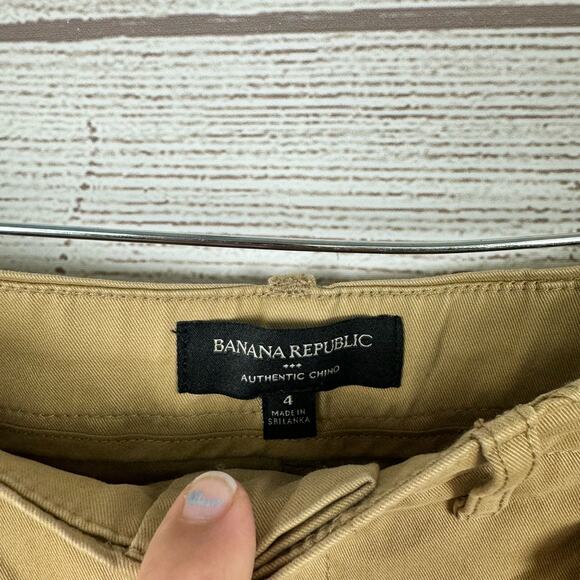 BANANA REPUBLIC
AUTHENTIC CHINO
4
MADE IN
SRI LANKA